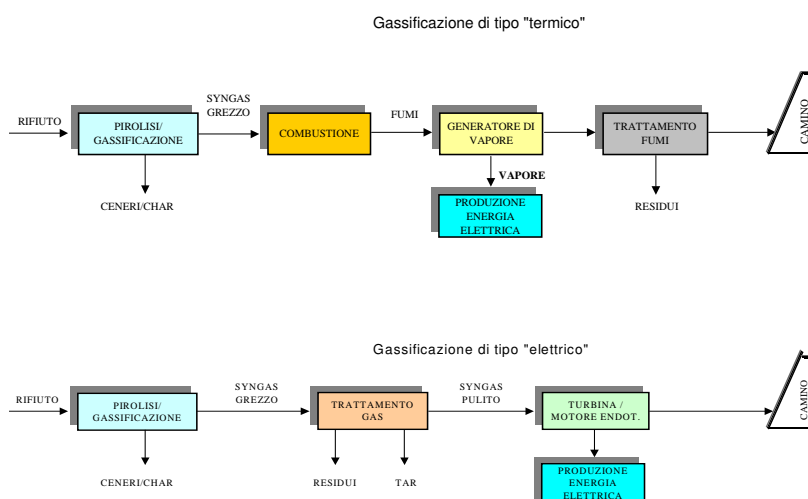 Gassificazione di tipo "termico"
RIFIUTO
PIROLISI/
GASSIFICAZIONE
SYNGAS
GREZZO
COMBUSTIONE
FUMI
GENERATORE DI
VAPORE
TRATTAMENTO
FUMI
CAMINO
CENERI/CHAR
VAPORE
PRODUZIONE
ENERGIA
ELETTRICA
RESIDUI
Gassificazione di tipo "elettrico"
RIFIUTO
PIROLISI/
GASSIFICAZIONE
SYNGAS
GREZZO
TRATTAMENTO
GAS
SYNGAS
PULITO
TURBINA /
MOTORE ENDOT.
CAMINO
CENERI/CHAR
RESIDUI
TAR
PRODUZIONE
ENERGIA
ELETTRICA